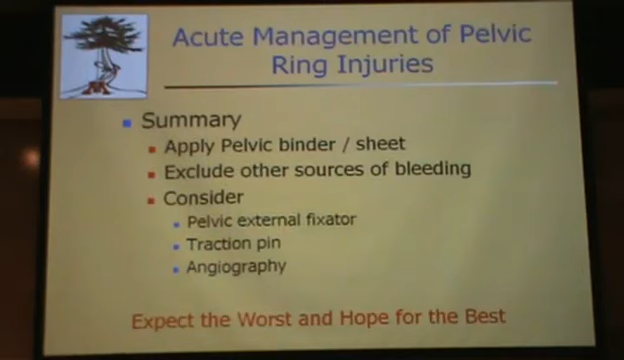 Acute Management of Pelvic
Ring Injuries
Summary
Apply Pelvic binder / sheet
Exclude other sources of bleeding
Consider
Pelvic external fixator
Traction pin
Angiography
Expect the Worst and Hope for the Best